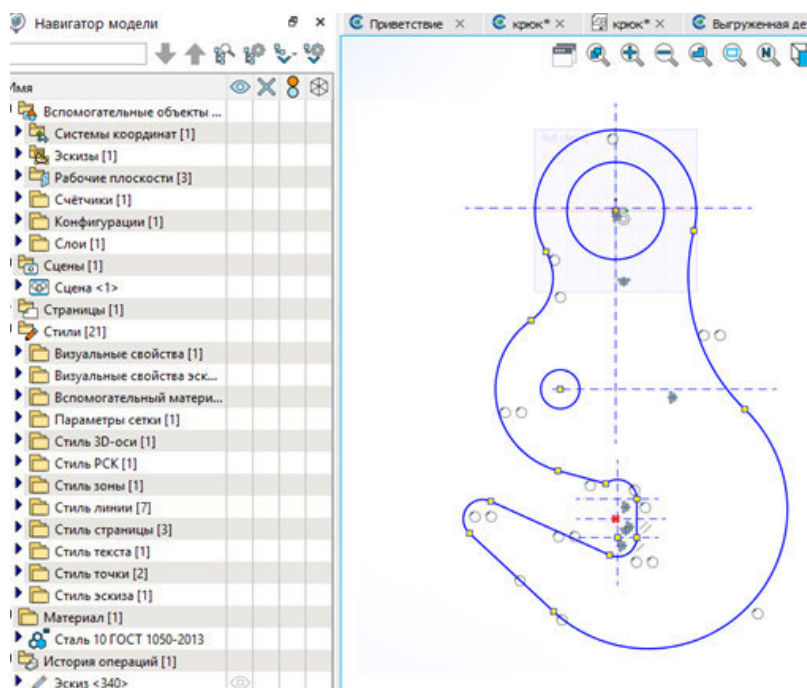 Навигатор модели
Приветствие
крюк*
крюк*
Выгруженная де
Имя
Вспомогательные объекты ...
Системы координат [1]
Эскизы [1]
Рабочие плоскости [3]
Счётчики [1]
Конфигурации [1]
Слои [1]
Сцены [1]
Сцена <1>
Страницы [1]
Стили [21]
Визуальные свойства [1]
Визуальные свойства эск...
Вспомогательный матери...
Параметры сетки [1]
Стиль 3D-оси [1]
Стиль РСК [1]
Стиль зоны [1]
Стиль линии [7]
Стиль страницы [3]
Стиль текста [1]
Стиль точки [2]
Стиль эскиза [1]
Материал [1]
Сталь 10 ГОСТ 1050-2013
История операций [1]
Эскиз <340>